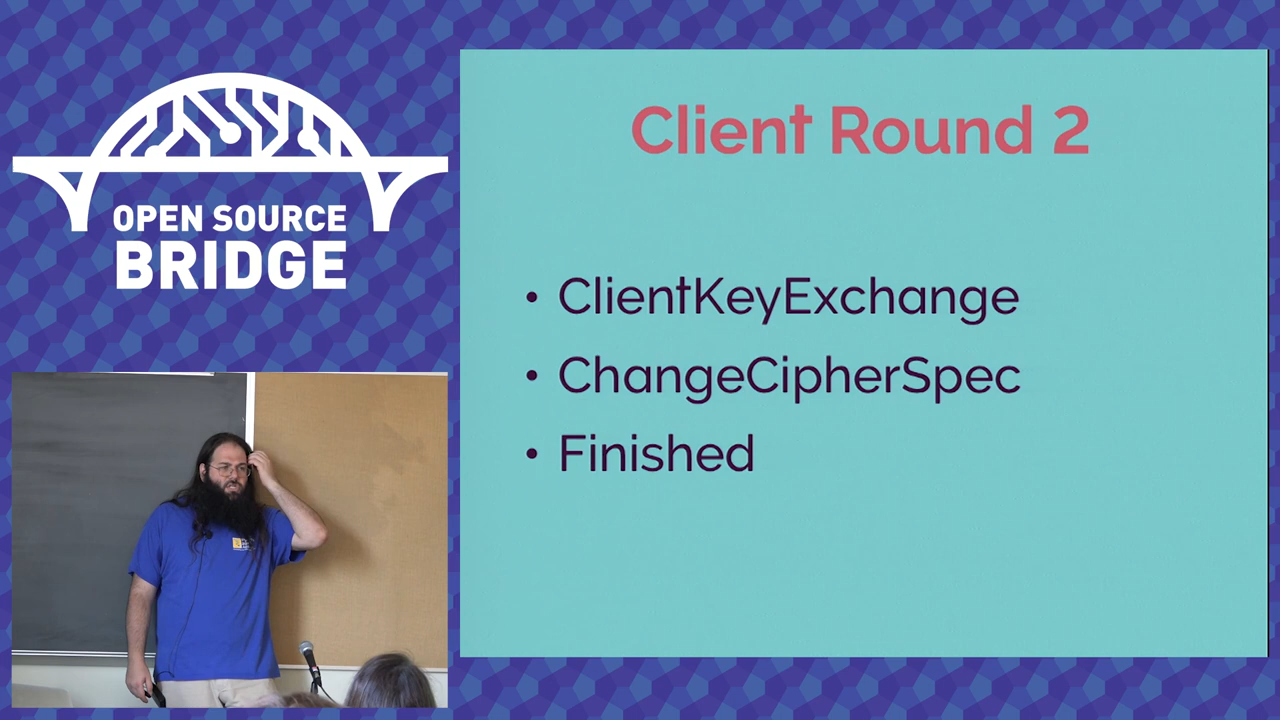 OPEN SOURCE
BRIDGE
Client Round 2
• ClientKeyExchange
• ChangeCipherSpec
• Finished